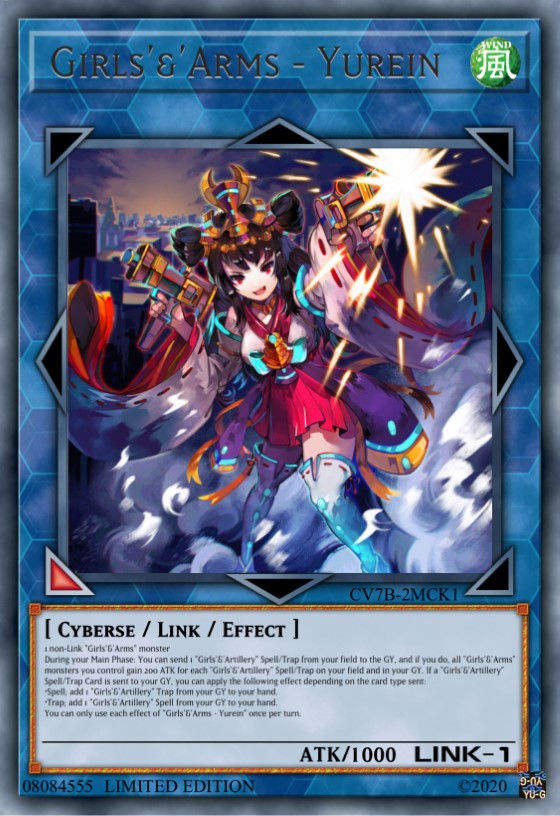 Girls'&'Arms - Yurein
WIND
風
CV7B-2MCK1
[ Cyberse / Link / Effect ]
1 non-Link "Girls'&'Arms" monster
During your Main Phase: You can send 1 "Girls'&'Artillery" Spell/Trap from your field to the GY, and if you do, all "Girls'&'Arms"
monsters you control gain 200 ATK for each "Girls'&'Artillery" Spell/Trap on your field and in your GY. If a "Girls'&'Artillery"
Spell/Trap Card is sent to your GY, you can apply the following effect depending on the card type sent:
•Spell; add 1 "Girls'&'Artillery" Trap from your GY to your hand.
•Trap; add 1 "Girls'&'Artillery" Spell from your GY to your hand.
You can only use each effect of "Girls'&'Arms - Yurein" once per turn.
ATK/1000 LINK-1
08084555 LIMITED EDITION ©2020